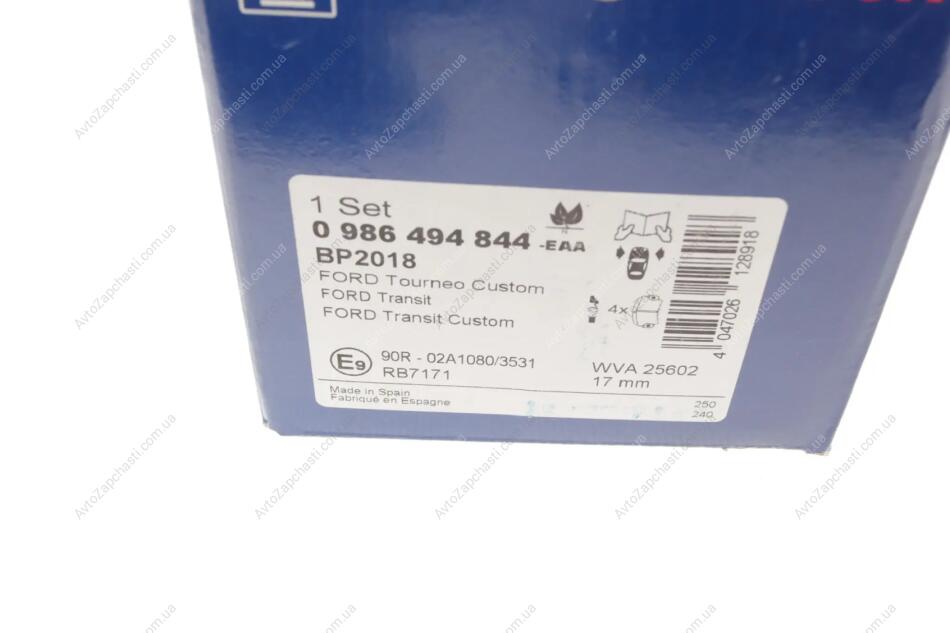 1 Set
0 986 494 844 -EAA
BP2018
FORD Tourneo Custom
FORD Transit
FORD Transit Custom
4x
4 047026 128918
E9
90R - 02A1080/3531
RB7171
WVA 25602
17 mm
Made in Spain
Fabriqué en Espagne
250
240
AvtoZapchasti.com.ua